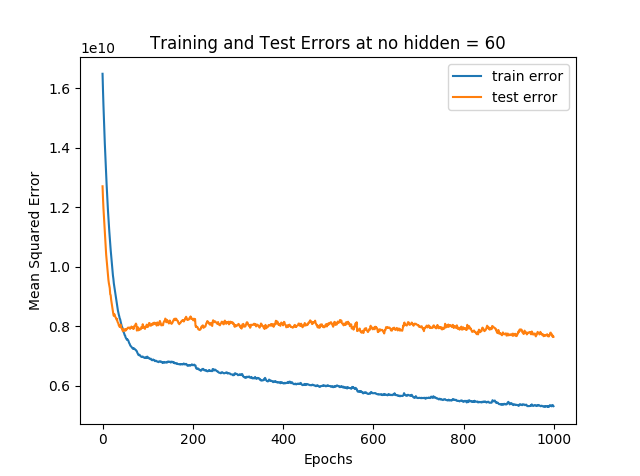 Training and Test Errors at no hidden = 60
1e10
train error
test error
1.6
1.4
1.2
1.0
0.8
0.6
Mean Squared Error
0 200 400 600 800 1000
Epochs